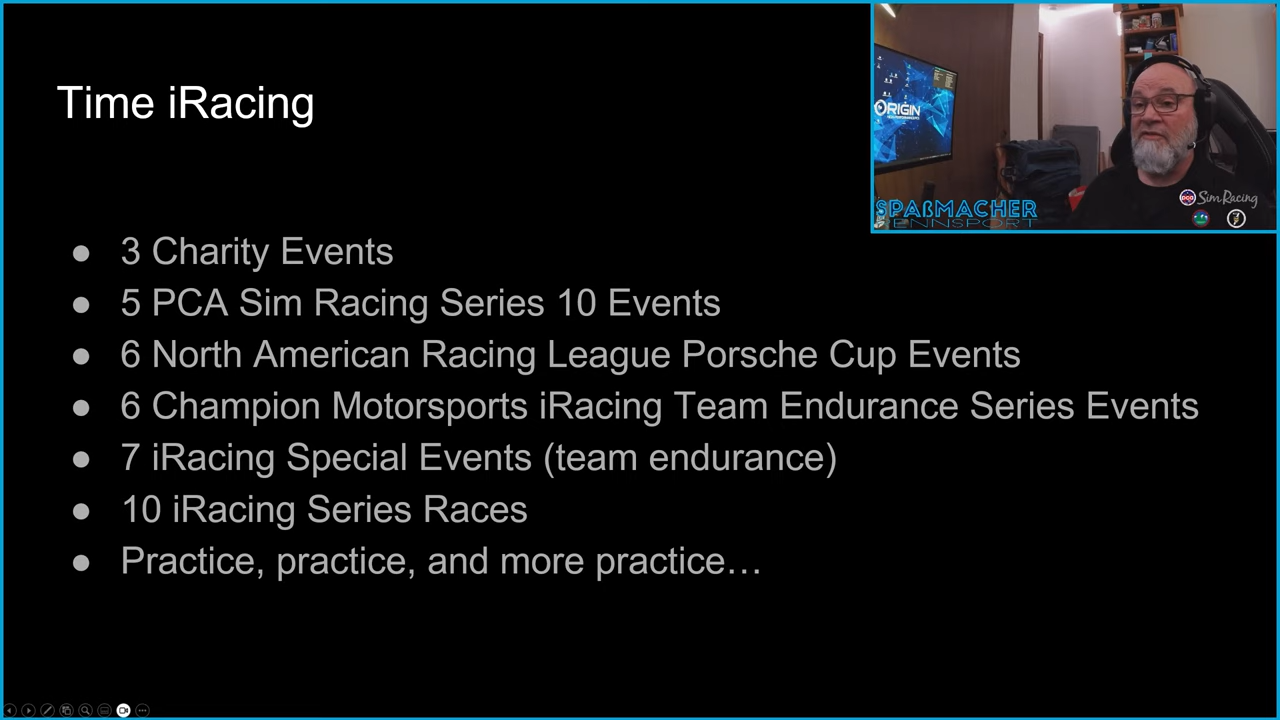 Time iRacing
ORIGIN
SPAßMACHER
RENNSPORT
PCA Sim Racing
● 3 Charity Events
● 5 PCA Sim Racing Series 10 Events
● 6 North American Racing League Porsche Cup Events
● 6 Champion Motorsports iRacing Team Endurance Series Events
● 7 iRacing Special Events (team endurance)
● 10 iRacing Series Races
● Practice, practice, and more practice…